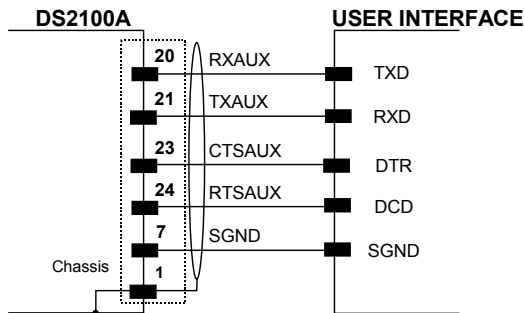 DS2100A USER INTERFACE
20 RXAUX TXD
21 TXAUX RXD
23 CTSAUX DTR
24 RTSAUX DCD
7 SGND SGND
Chassis 1